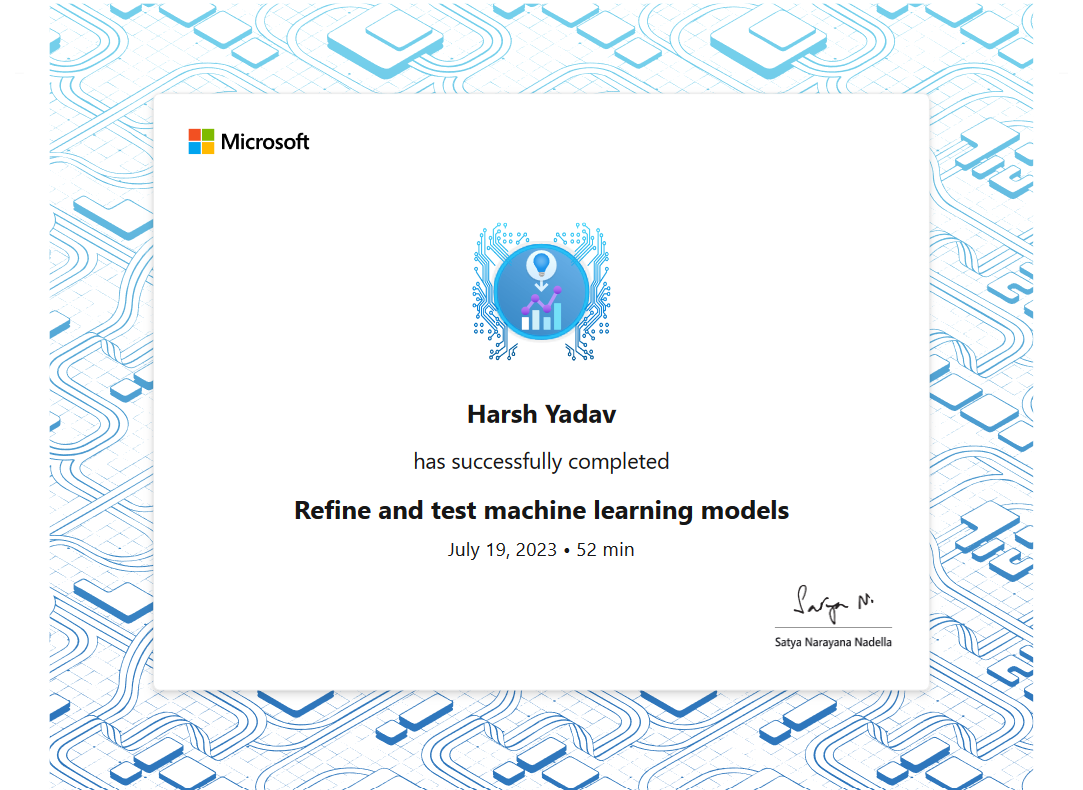 Microsoft
Harsh Yadav
has successfully completed
Refine and test machine learning models
July 19, 2023 • 52 min
Satya N.
Satya Narayana Nadella